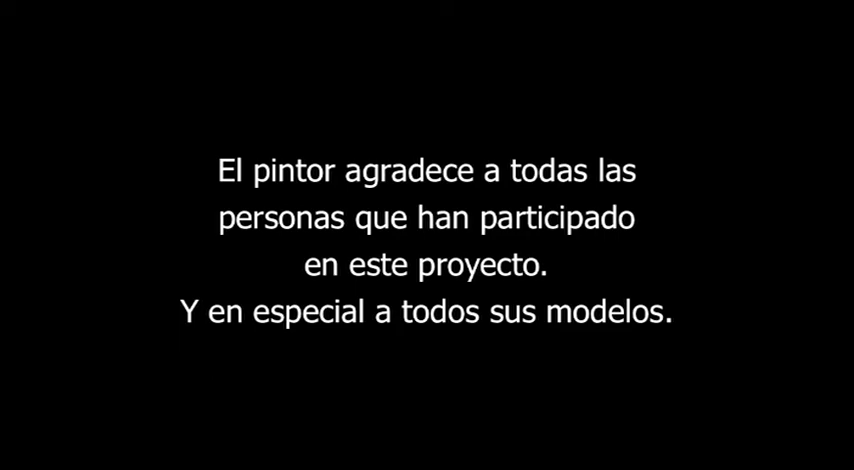 El pintor agradece a todas las
personas que han participado
en este proyecto.
Y en especial a todos sus modelos.